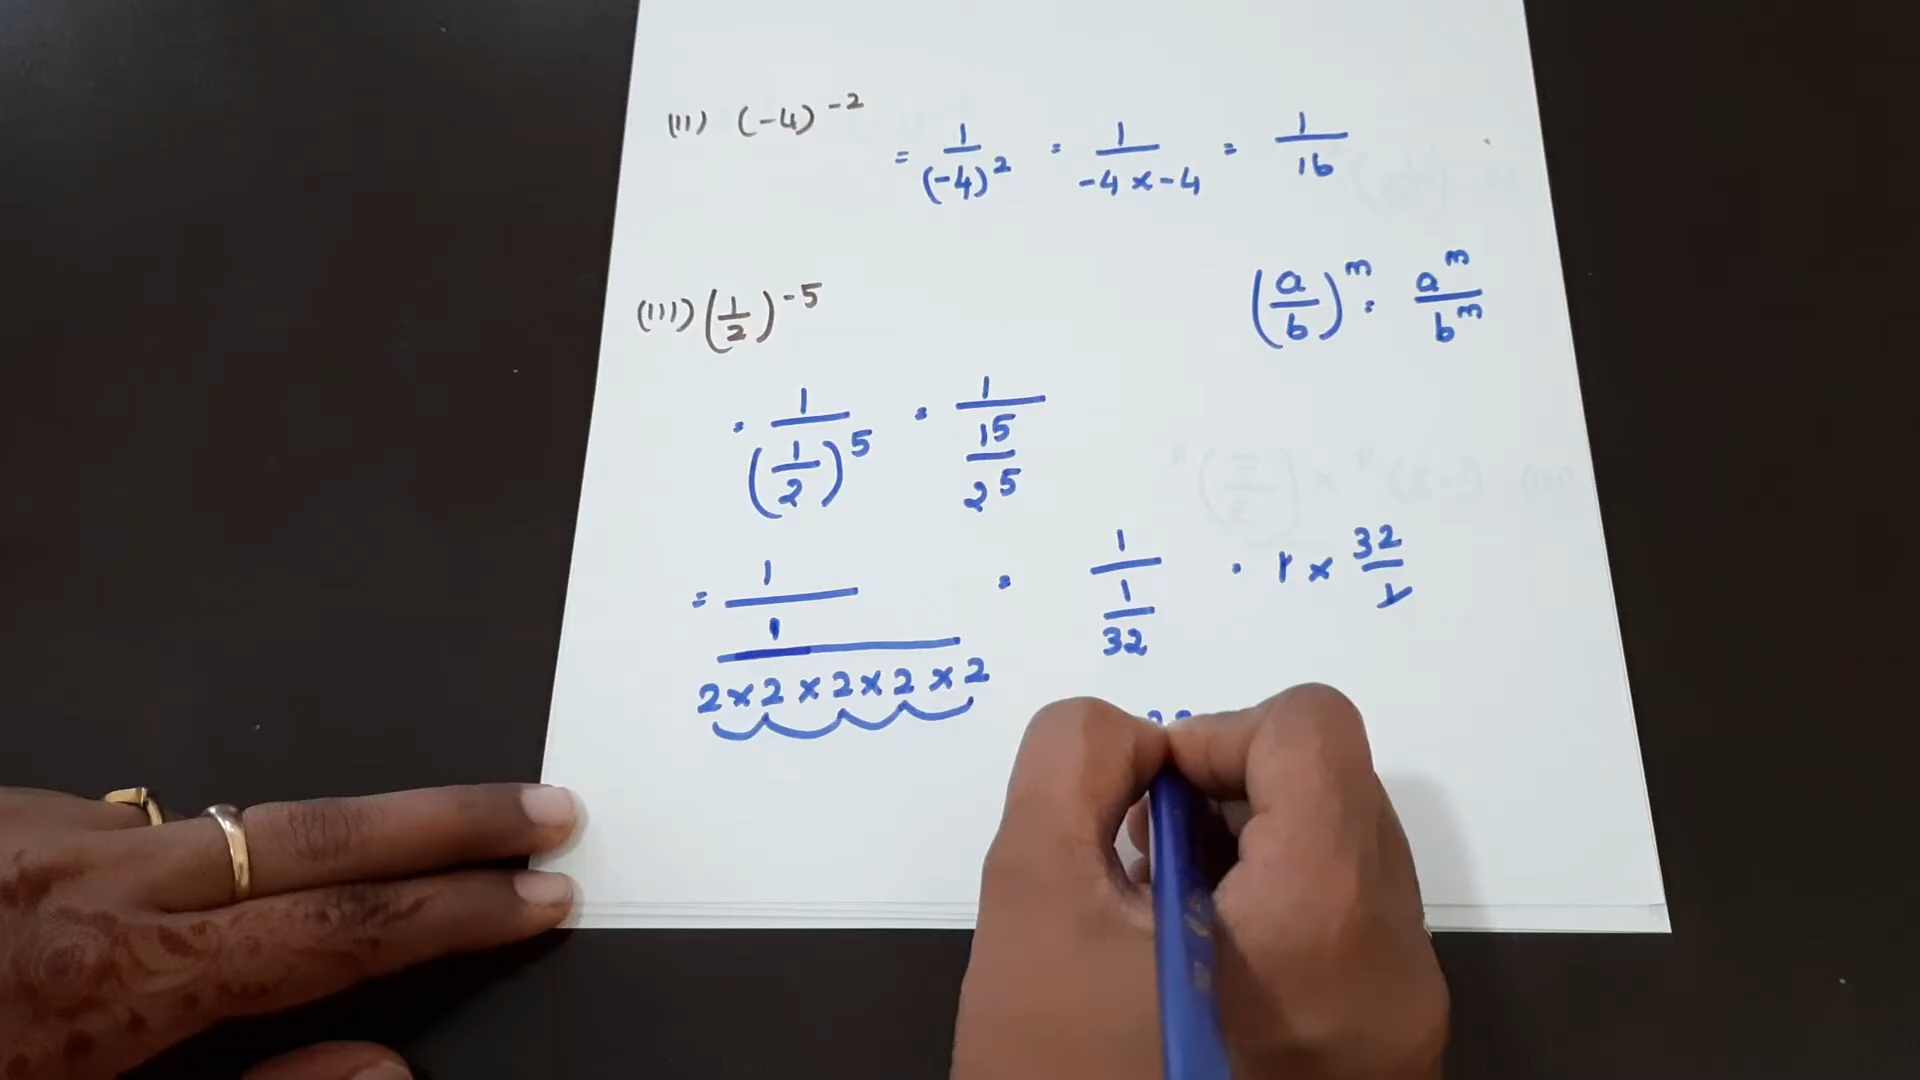 (ii) (-4)^-2
= 1/(-4)^2 = 1/(-4 x -4) = 1/16
(a/b)^m = a^m/b^m
(iii) (1/2)^-5
= 1/(1/2)^5 = 1/(1^5/2^5)
= 1/(1/(2 x 2 x 2 x 2 x 2)) = 1/(1/32) = 1 x 32/1